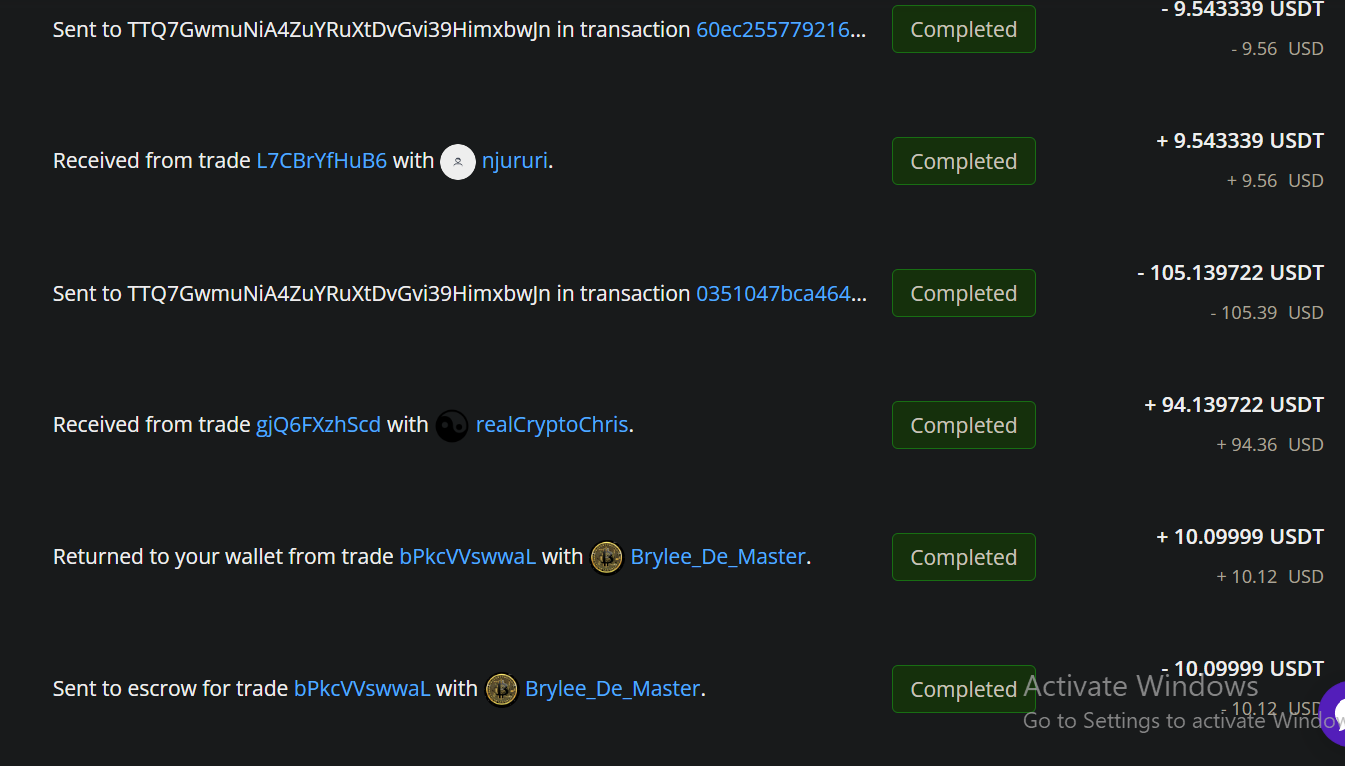 - 9.543339 USDT
Sent to TTQ7GwmuNiA4ZuYRuXtDvGvi39HimxbwJn in transaction 60ec255779216... Completed
- 9.56 USD
+ 9.543339 USDT
Received from trade L7CBrYfHuB6 with njururi. Completed
+ 9.56 USD
- 105.139722 USDT
Sent to TTQ7GwmuNiA4ZuYRuXtDvGvi39HimxbwJn in transaction 0351047bca464... Completed
- 105.39 USD
+ 94.139722 USDT
Received from trade gjQ6FXzhScd with realCryptoChris. Completed
+ 94.36 USD
+ 10.09999 USDT
Returned to your wallet from trade bPkcVVswwaL with Brylee_De_Master. Completed
+ 10.12 USD
- 10.09999 USDT
Sent to escrow for trade bPkcVVswwaL with Brylee_De_Master. Completed
Activate Windows
- 10.12 USD
Go to Settings to activate Window